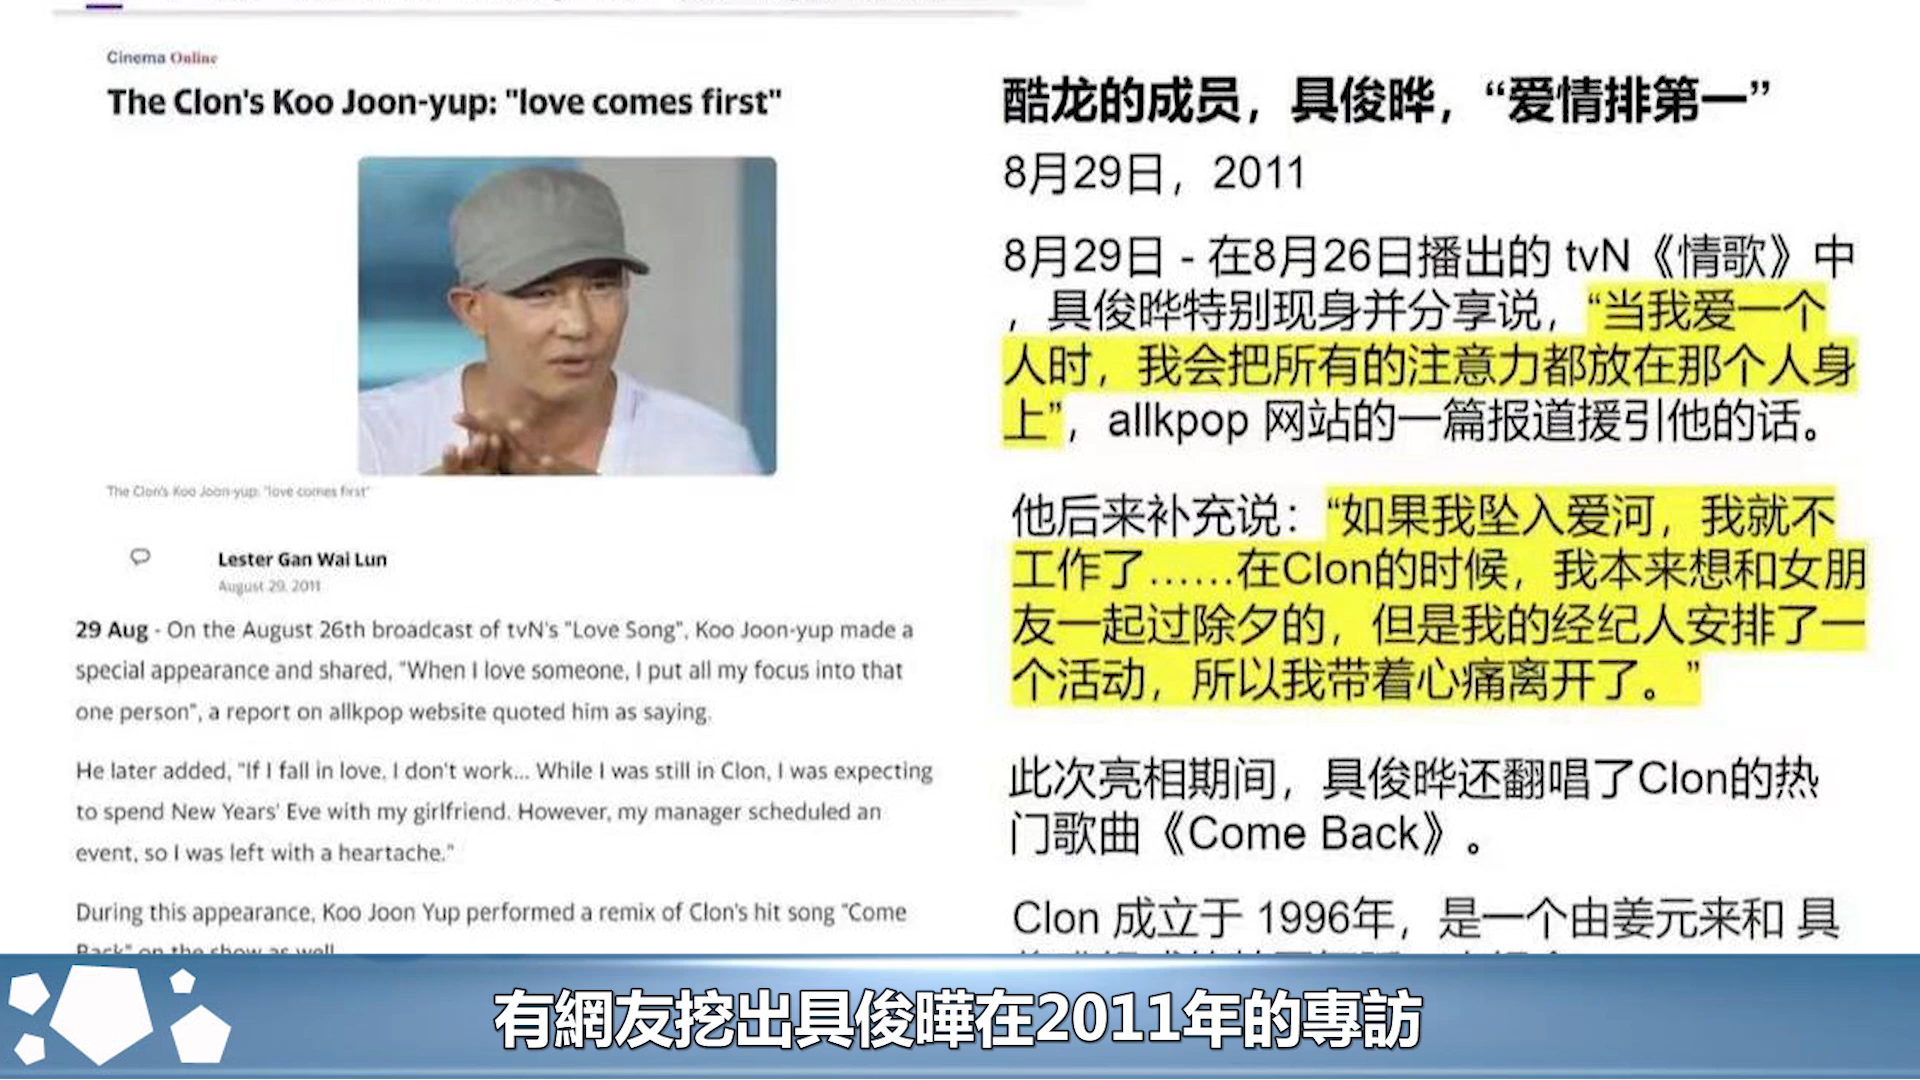 Cinema Online
The Clon's Koo Joon-yup: "love comes first"
The Clon's Koo Joon-yup: "love comes first"
Lester Gan Wai Lun
August 29, 2011
29 Aug - On the August 26th broadcast of tvN's "Love Song", Koo Joon-yup made a
special appearance and shared, "When I love someone, I put all my focus into that
one person", a report on allkpop website quoted him as saying.
He later added, "If I fall in love, I don't work... While I was still in Clon, I was expecting
to spend New Years' Eve with my girlfriend. However, my manager scheduled an
event, so I was left with a heartache."
During this appearance, Koo Joon Yup performed a remix of Clon's hit song "Come
Back" on the show as well
酷龙的成员，具俊晔，“爱情排第一”
8月29日，2011
8月29日 - 在8月26日播出的 tvN《情歌》中
，具俊晔特别现身并分享说，“当我爱一个
人时，我会把所有的注意力都放在那个人身
上”，allkpop 网站的一篇报道援引他的话。
他后来补充说：“如果我坠入爱河，我就不
工作了……在Clon的时候，我本来想和女朋
友一起过除夕的，但是我的经纪人安排了一
个活动，所以我带着心痛离开了。”
此次亮相期间，具俊晔还翻唱了Clon的热
门歌曲《Come Back》。
Clon 成立于 1996年，是一个由姜元来和 具
有網友挖出具俊曄在2011年的專訪